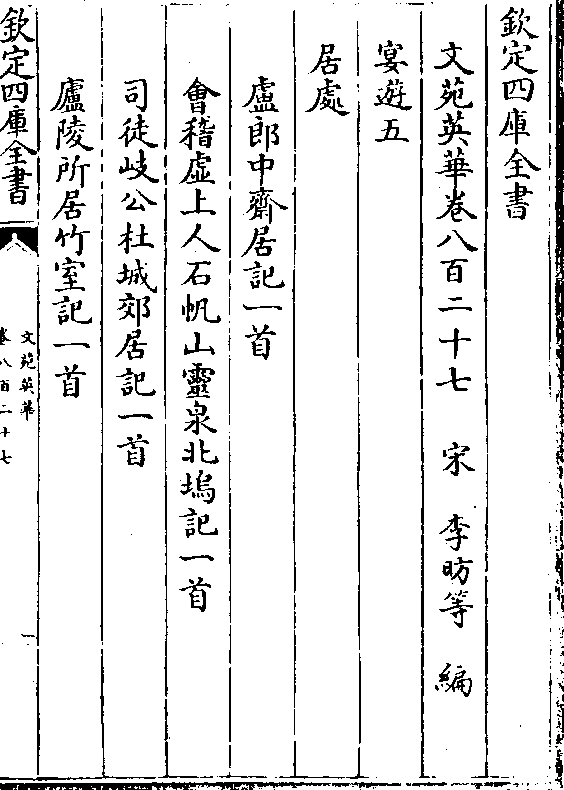 欽定四庫全書
文苑英華卷八百二十七　宋　李昉等　編
宴遊五
居處
盧郎中齋居記一首
會稽虛上人石帆山靈泉北塢記一首
司徒岐公杜城郊居記一首
廬陵所居竹室記一首
欽定四庫全書
文苑英華
卷八百二十七
一